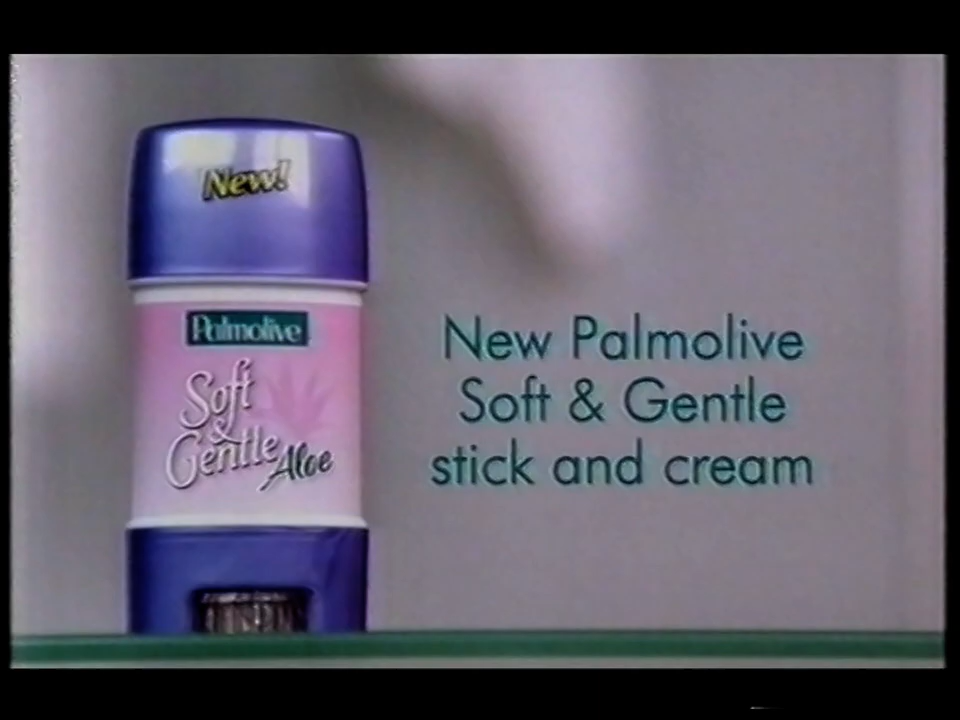 New!
Palmolive
Soft
&
Gentle
Aloe
New Palmolive
Soft & Gentle
stick and cream